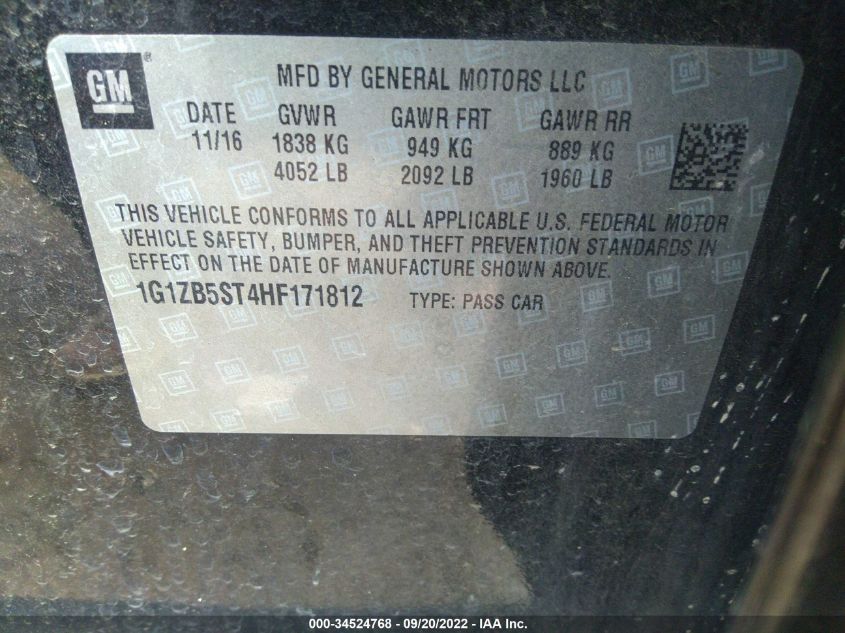 GM ®
MFD BY GENERAL MOTORS LLC
DATE GVWR GAWR FRT GAWR RR
11/16 1838 KG 949 KG 889 KG
4052 LB 2092 LB 1960 LB
THIS VEHICLE CONFORMS TO ALL APPLICABLE U.S. FEDERAL MOTOR
VEHICLE SAFETY, BUMPER, AND THEFT PREVENTION STANDARDS IN
EFFECT ON THE DATE OF MANUFACTURE SHOWN ABOVE.
1G1ZB5ST4HF171812 TYPE: PASS CAR
000-34524768 - 09/20/2022 - IAA Inc.